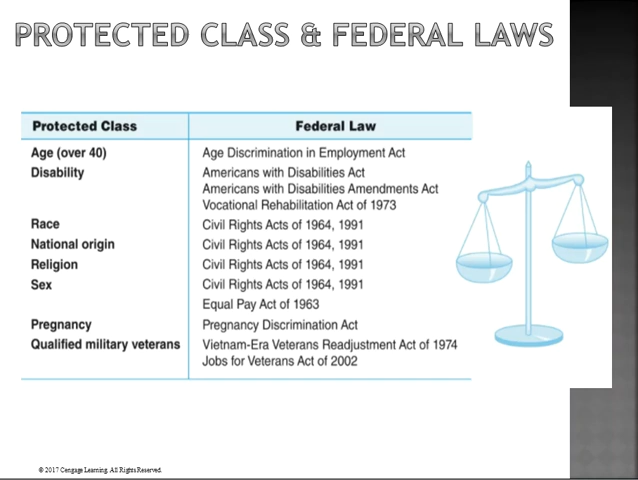 PROTECTED CLASS & FEDERAL LAWS
Protected Class Federal Law
Age (over 40) Age Discrimination in Employment Act
Disability Americans with Disabilities Act
Americans with Disabilities Amendments Act
Vocational Rehabilitation Act of 1973
Race Civil Rights Acts of 1964, 1991
National origin Civil Rights Acts of 1964, 1991
Religion Civil Rights Acts of 1964, 1991
Sex Civil Rights Acts of 1964, 1991
Equal Pay Act of 1963
Pregnancy Pregnancy Discrimination Act
Qualified military veterans Vietnam-Era Veterans Readjustment Act of 1974
Jobs for Veterans Act of 2002
© 2017 Cengage Learning. All Rights Reserved.